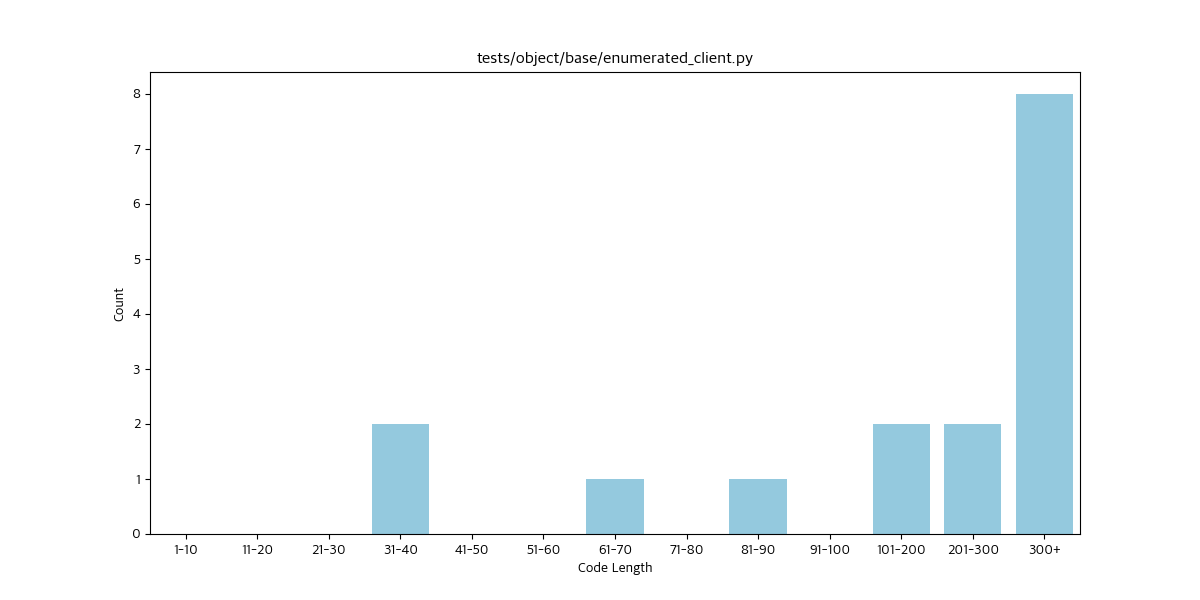 tests/object/base/enumerated_client.py
8
7
6
5
4
3
2
1
0
Count
1-10 11-20 21-30 31-40 41-50 51-60 61-70 71-80 81-90 91-100 101-200 201-300 300+
Code Length